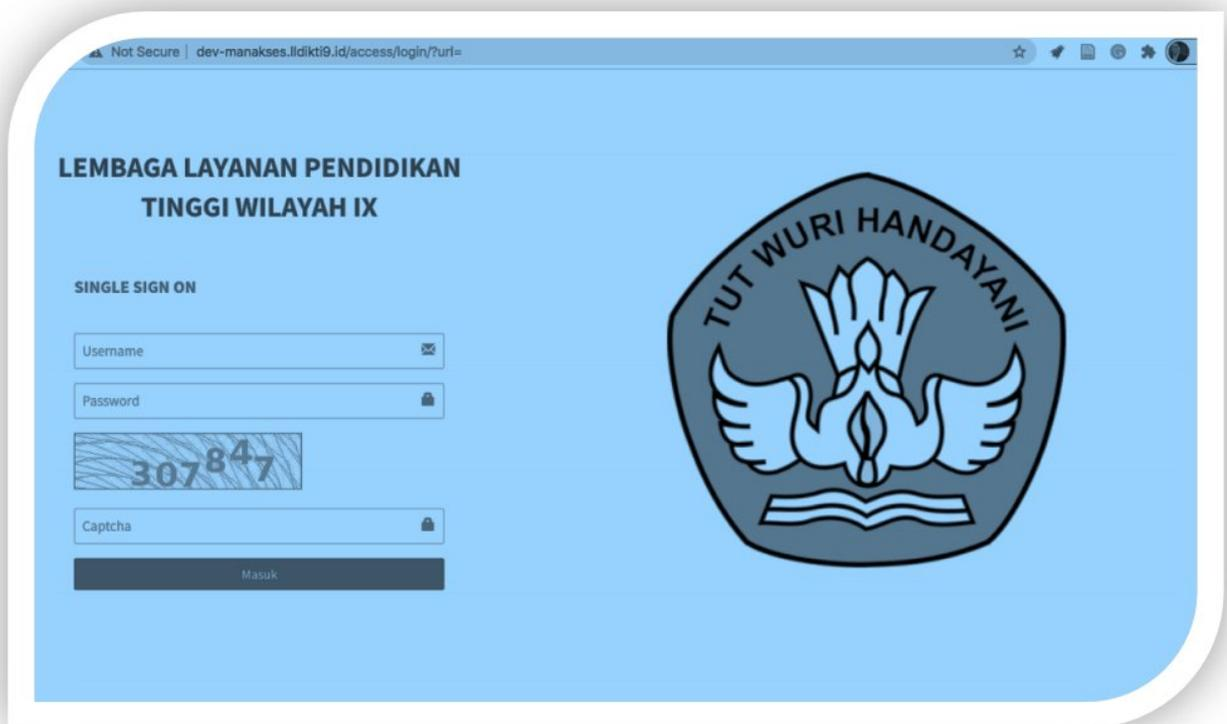 Not Secure | dev-manakses.lldikti9.id/access/login/?url=
LEMBAGA LAYANAN PENDIDIKAN
TINGGI WILAYAH IX
SINGLE SIGN ON
Username
Password
307847
Captcha
Masuk
TUT WURI HANDAYANI